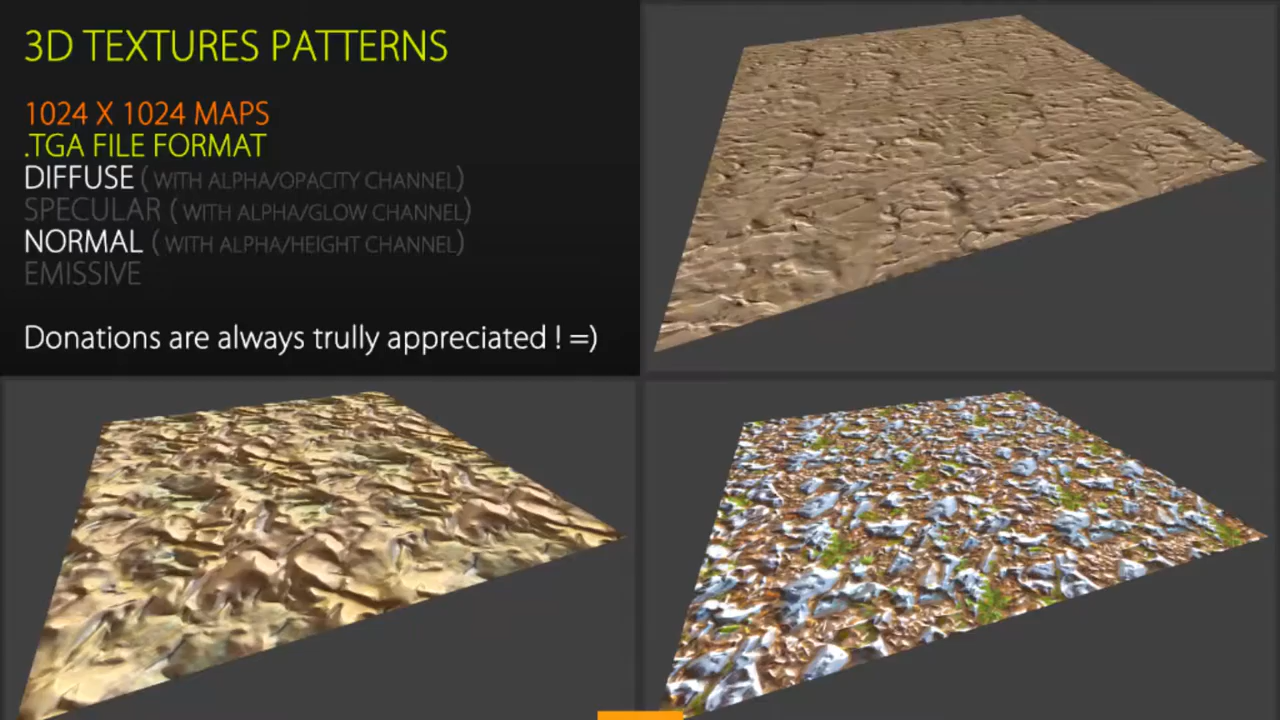 3D TEXTURES PATTERNS
1024 X 1024 MAPS
.TGA FILE FORMAT
DIFFUSE ( WITH ALPHA/OPACITY CHANNEL)
SPECULAR ( WITH ALPHA/GLOW CHANNEL)
NORMAL ( WITH ALPHA/HEIGHT CHANNEL)
EMISSIVE
Donations are always trully appreciated ! =)